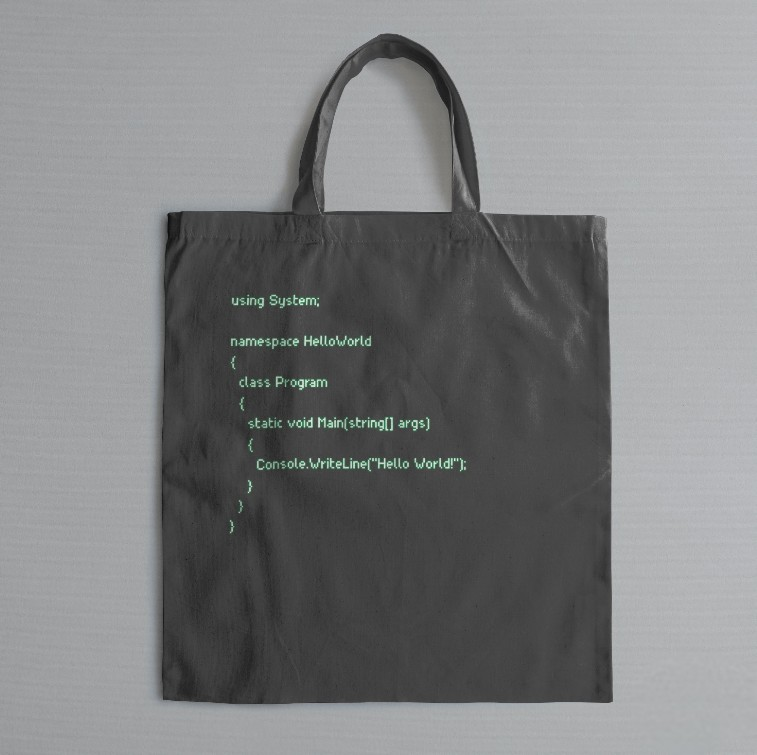 using System;

namespace HelloWorld
{
  class Program
  {
    static void Main(string[] args)
    {
      Console.WriteLine("Hello World!");
    }
  }
}